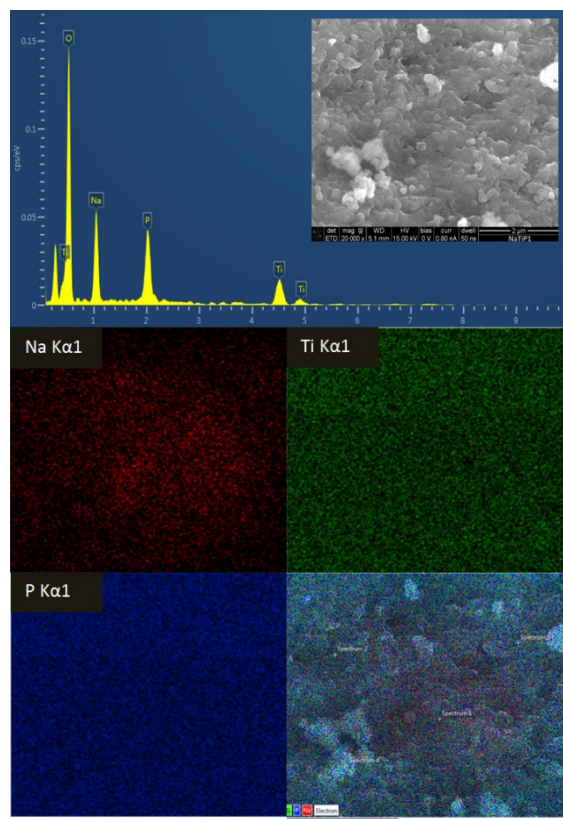 0.15
O
0.1
cps/eV
Na
0.05
P
Ti
Ti
Ti
0
1
2
3
4
5
6
7
8
9
det
mag
WD
HV
bias
curr
dwell
2 μm
ETD
20 000 x
5.1 mm
15.00 kV
0 V
0.80 nA
50 ns
NaTiP1
Na Kα1
Ti Kα1
P Kα1
Spectrum 2
Spectrum
Spectrum 1
Spectrum 4
P
Na
Electron